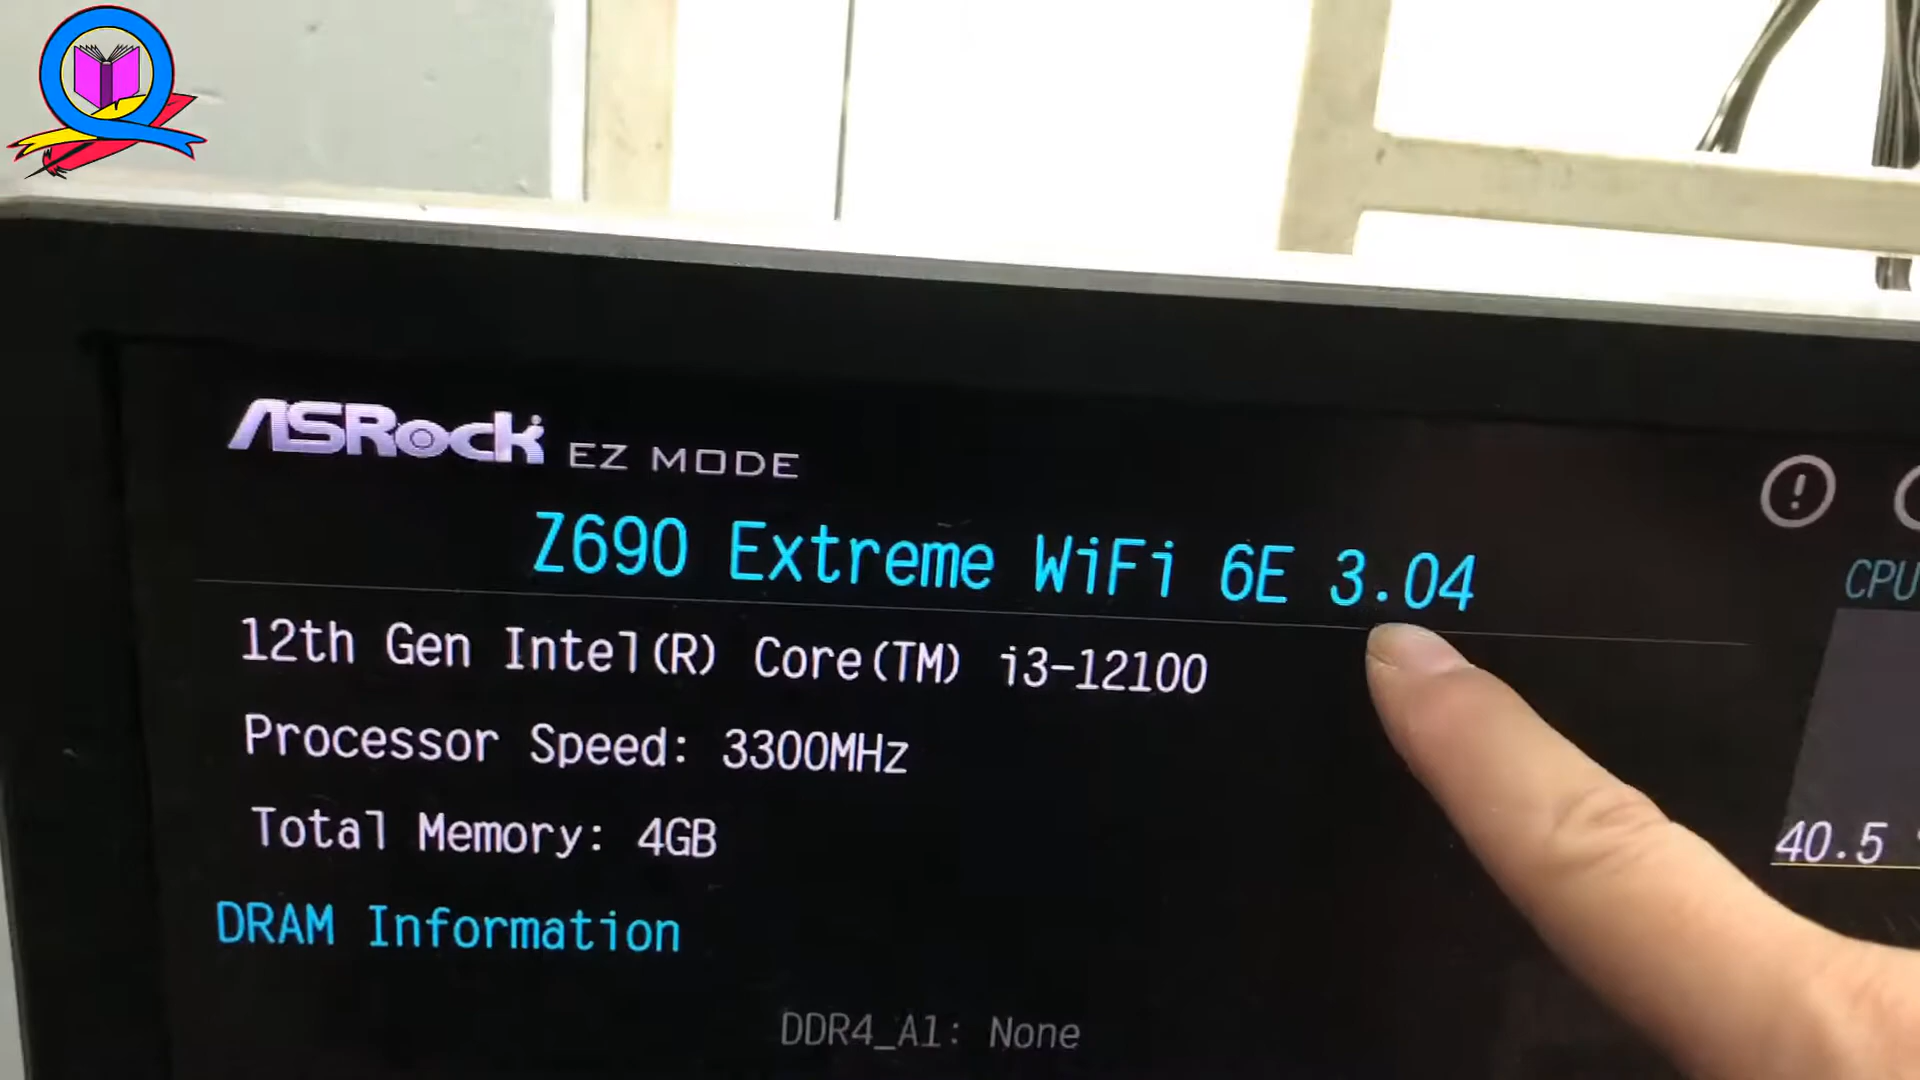 ASRock EZ MODE
Z690 Extreme WiFi 6E 3.04
12th Gen Intel(R) Core(TM) i3-12100
Processor Speed: 3300MHz
Total Memory: 4GB
DRAM Information
DDR4_A1: None
CPU
40.5